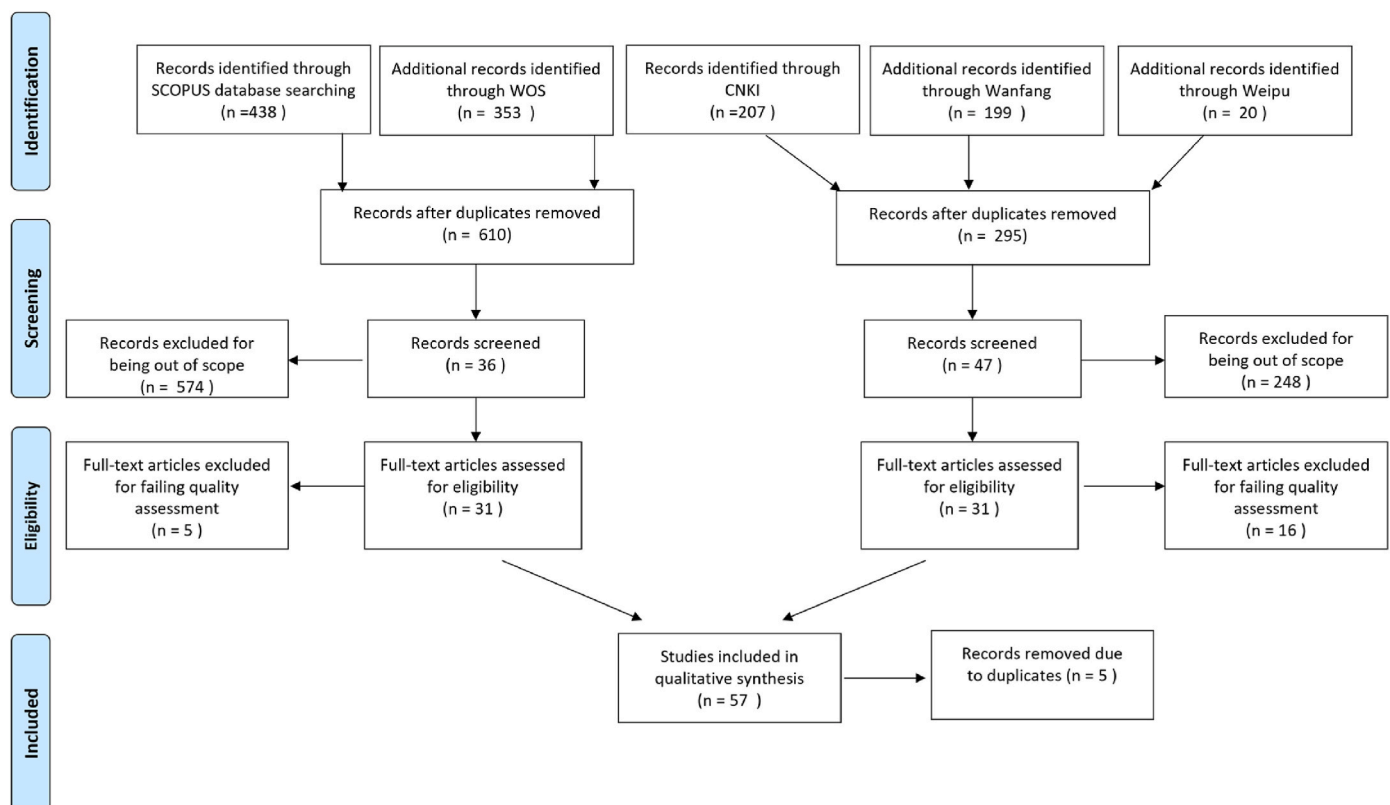 Identification
Records identified through
SCOPUS database searching
(n =438 )
Additional records identified
through WOS
(n = 353 )
Records identified through
CNKI
(n =207 )
Additional records identified
through Wanfang
(n = 199 )
Additional records identified
through Weipu
(n = 20 )
Records after duplicates removed
(n = 610)
Records after duplicates removed
(n = 295)
Screening
Records excluded for
being out of scope
(n = 574 )
Records screened
(n = 36 )
Records screened
(n = 47 )
Records excluded for
being out of scope
(n = 248 )
Eligibility
Full-text articles excluded
for failing quality
assessment
(n = 5 )
Full-text articles assessed
for eligibility
(n = 31 )
Full-text articles assessed
for eligibility
(n = 31 )
Full-text articles excluded
for failing quality
assessment
(n = 16 )
Included
Studies included in
qualitative synthesis
(n = 57 )
Records removed due
to duplicates (n = 5 )